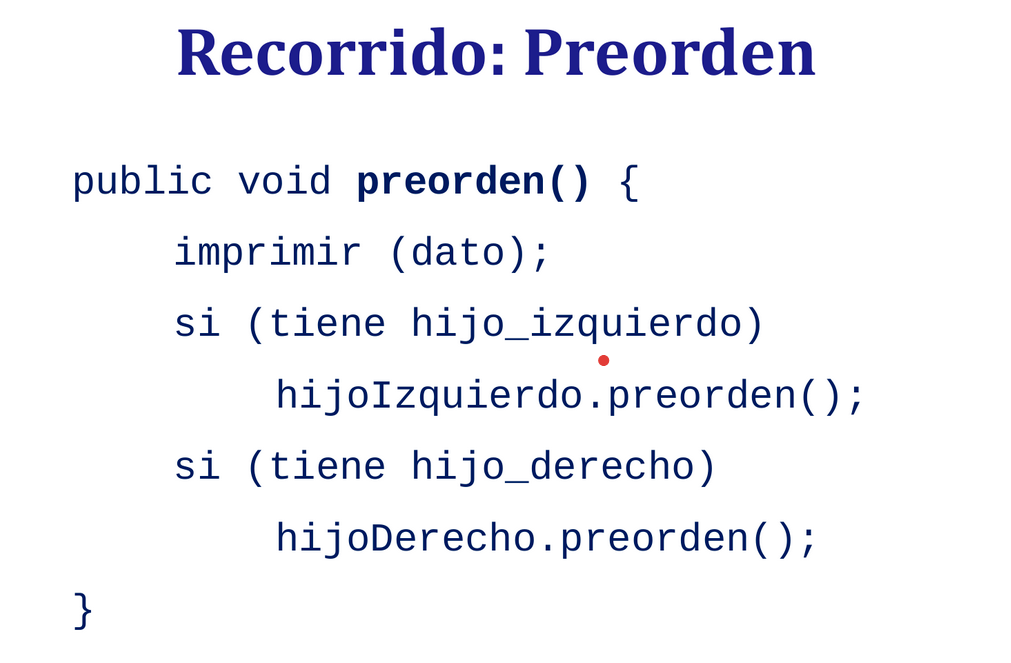 Recorrido: Preorden
public void preorden() {
imprimir (dato);
si (tiene hijo_izquierdo)
hijoIzquierdo.preorden();
si (tiene hijo_derecho)
hijoDerecho.preorden();
}